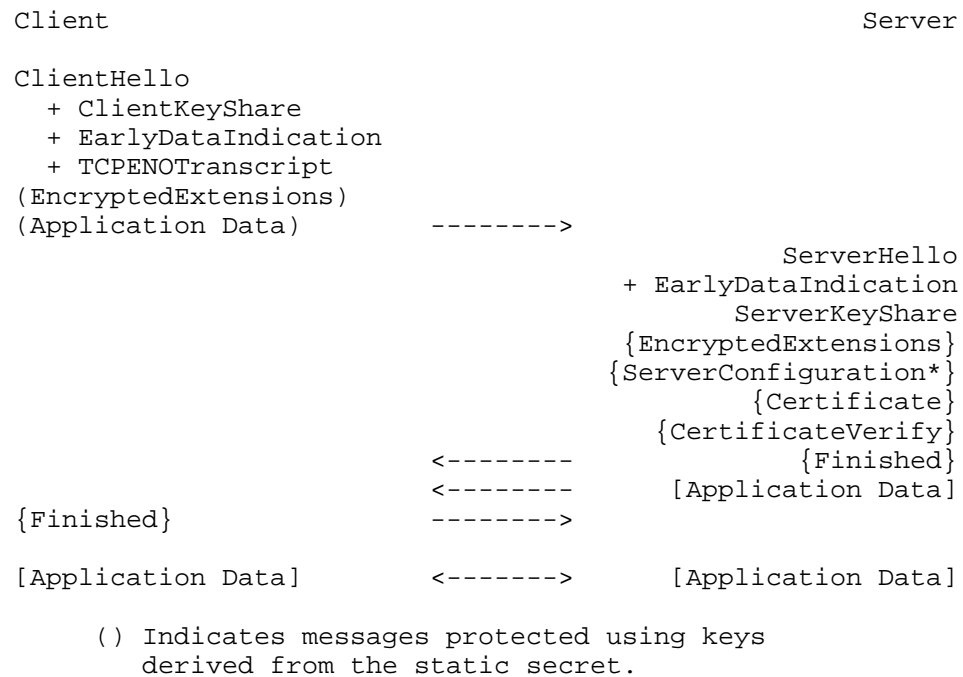 Client                                               Server

ClientHello
  + ClientKeyShare
  + EarlyDataIndication
  + TCPENOTranscript
(EncryptedExtensions)
(Application Data)        -------->
                                                ServerHello
                                      + EarlyDataIndication
                                             ServerKeyShare
                                      {EncryptedExtensions}
                                     {ServerConfiguration*}
                                              {Certificate}
                                        {CertificateVerify}
                          <--------              {Finished}
                          <--------      [Application Data]
{Finished}                -------->

[Application Data]        <------->      [Application Data]

     () Indicates messages protected using keys
        derived from the static secret.